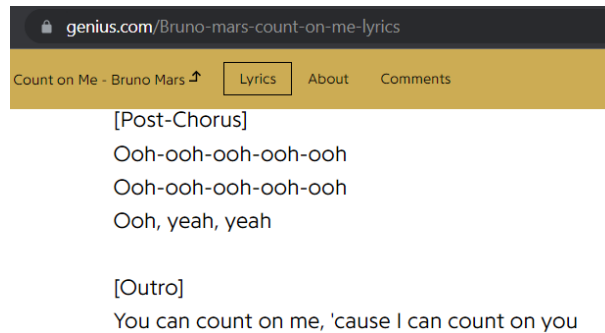 genius.com/Bruno-mars-count-on-me-lyrics
Count on Me - Bruno Mars Lyrics About Comments
[Post-Chorus]
Ooh-ooh-ooh-ooh-ooh
Ooh-ooh-ooh-ooh-ooh
Ooh, yeah, yeah
[Outro]
You can count on me, 'cause I can count on you